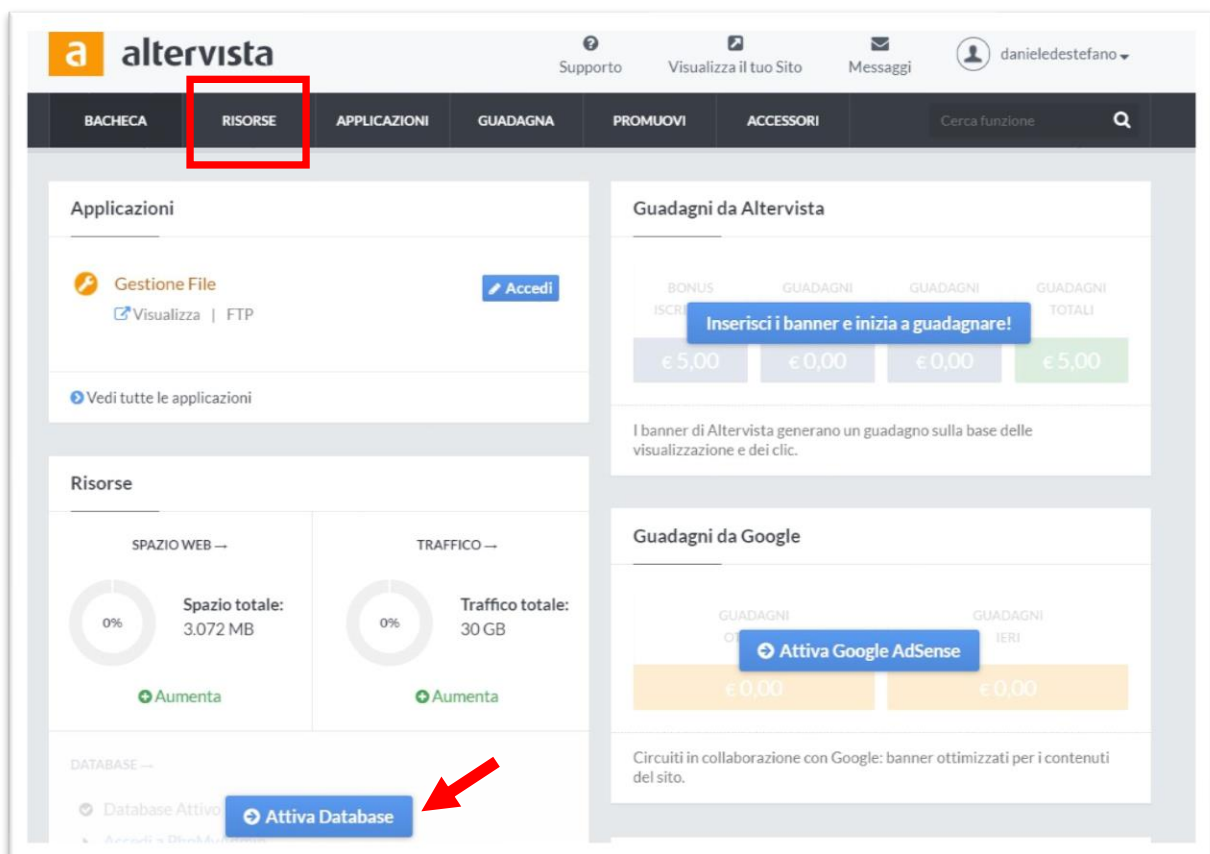 a altervista
Supporto
Visualizza il tuo Sito
Messaggi
danieledestefano
BACHECA RISORSE APPLICAZIONI GUADAGNA PROMUOVI ACCESSORI Cerca funzione
Applicazioni
Gestione File
Accedi
Visualizza | FTP
Vedi tutte le applicazioni
Risorse
SPAZIO WEB →
0%
Spazio totale:
3.072 MB
Aumenta
TRAFFICO →
0%
Traffico totale:
30 GB
Aumenta
DATABASE →
Database Attivo
Attiva Database
Accedi a
Guadagni da Altervista
BONUS GUADAGNI GUADAGNI GUADAGNI
TOTALI
Inserisci i banner e inizia a guadagnare!
€ 5,00 € 0,00 € 0,00 € 5,00
I banner di Altervista generano un guadagno sulla base delle
visualizzazione e dei clic.
Guadagni da Google
GUADAGNI GUADAGNI
IERI
Attiva Google AdSense
€ 0,00 € 0,00
Circuiti in collaborazione con Google: banner ottimizzati per i contenuti
del sito.